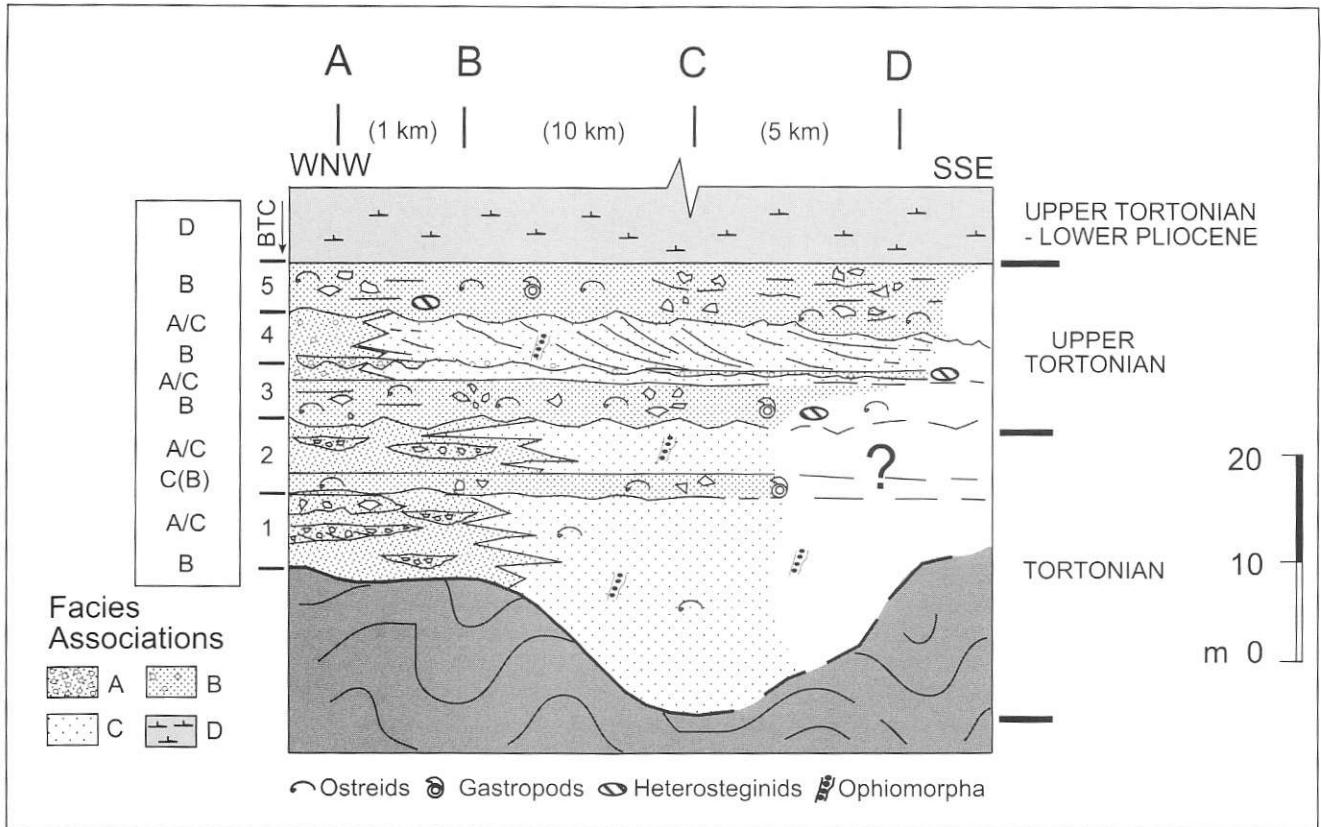 A B C D
(1 km) (10 km) (5 km)
WNW SSE
D
BTC
UPPER TORTONIAN
- LOWER PLIOCENE
B
5
A/C
4
B
UPPER
TORTONIAN
A/C
3
B
A/C
2
C(B)
?
20
A/C
1
B
TORTONIAN
10
m 0
Facies
Associations
A B
C D
Ostreids Gastropods Heterosteginids Ophiomorpha